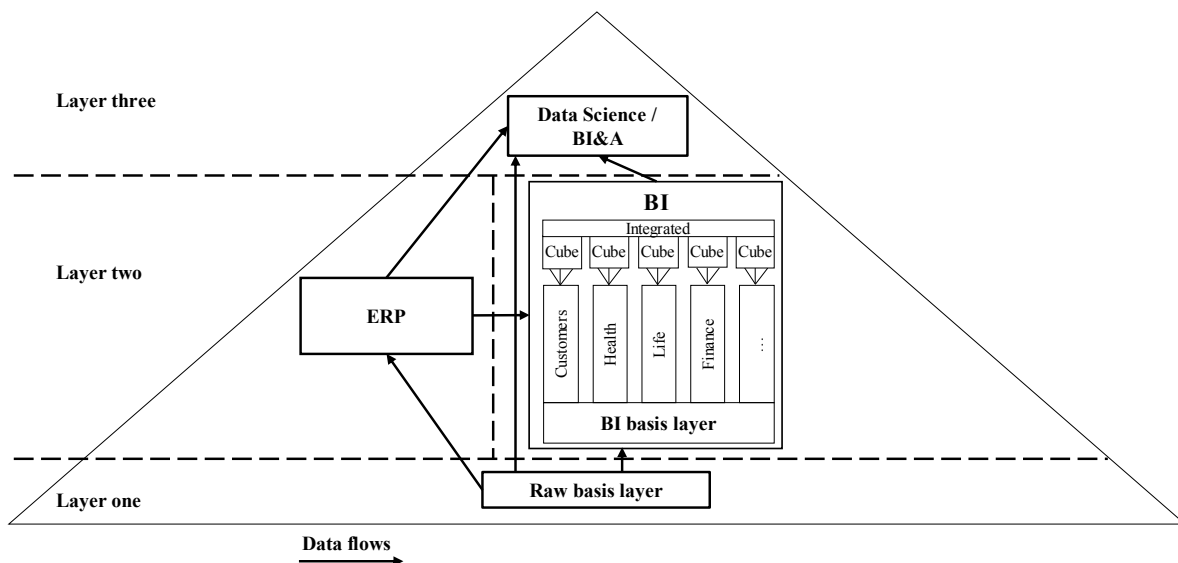 Layer three
Data Science /
BI&A
BI
Integrated
Cube Cube Cube Cube Cube
Layer two
ERP
Customers
Health
Life
Finance
...
BI basis layer
Raw basis layer
Layer one
Data flows